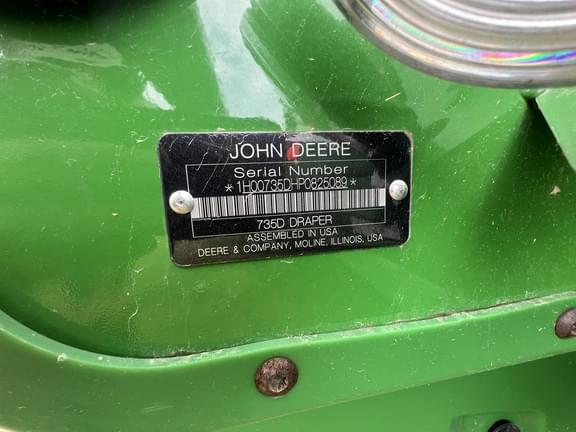 JOHN DEERE
Serial Number
*1H00735DHP0825089*
735D DRAPER
ASSEMBLED IN USA
DEERE & COMPANY, MOLINE, ILLINOIS, USA